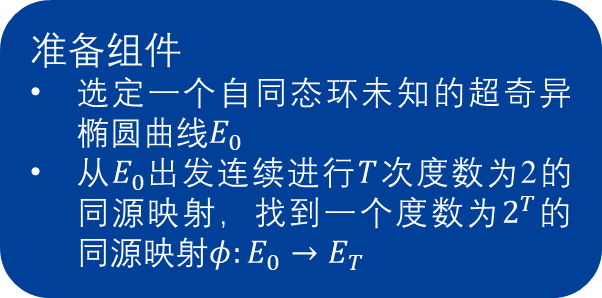 准备组件
• 选定一个自同态环未知的超奇异
椭圆曲线𝐸₀
• 从𝐸₀出发连续进行𝑇次度数为2的
同源映射，找到一个度数为2ᵀ的
同源映射𝜙: 𝐸₀ → 𝐸_𝑇